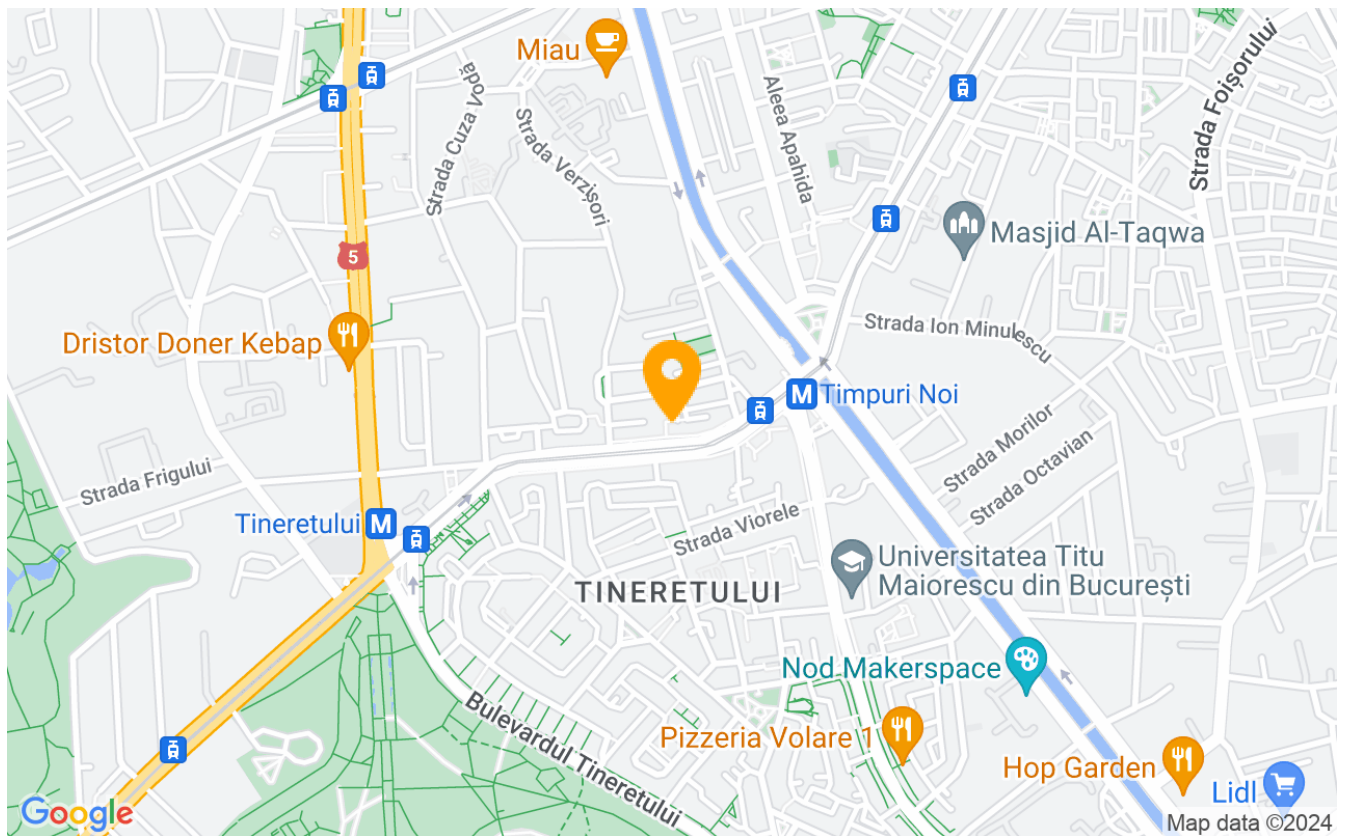 Miau
Strada Cuza Vodă
Strada Verzișori
Aleea Apahida
Strada Foișorului
5
Masjid Al-Taqwa
Dristor Doner Kebap
Strada Ion Minulescu
M
Timpuri Noi
Strada Frigului
Strada Morilor
Strada Octavian
Tineretului
M
Strada Viorele
Universitatea Titu
Maiorescu din București
TINERETULUI
Nod Makerspace
Bulevardul Tineretului
Pizzeria Volare 1
Hop Garden
Lidl
Google
Map data ©2024